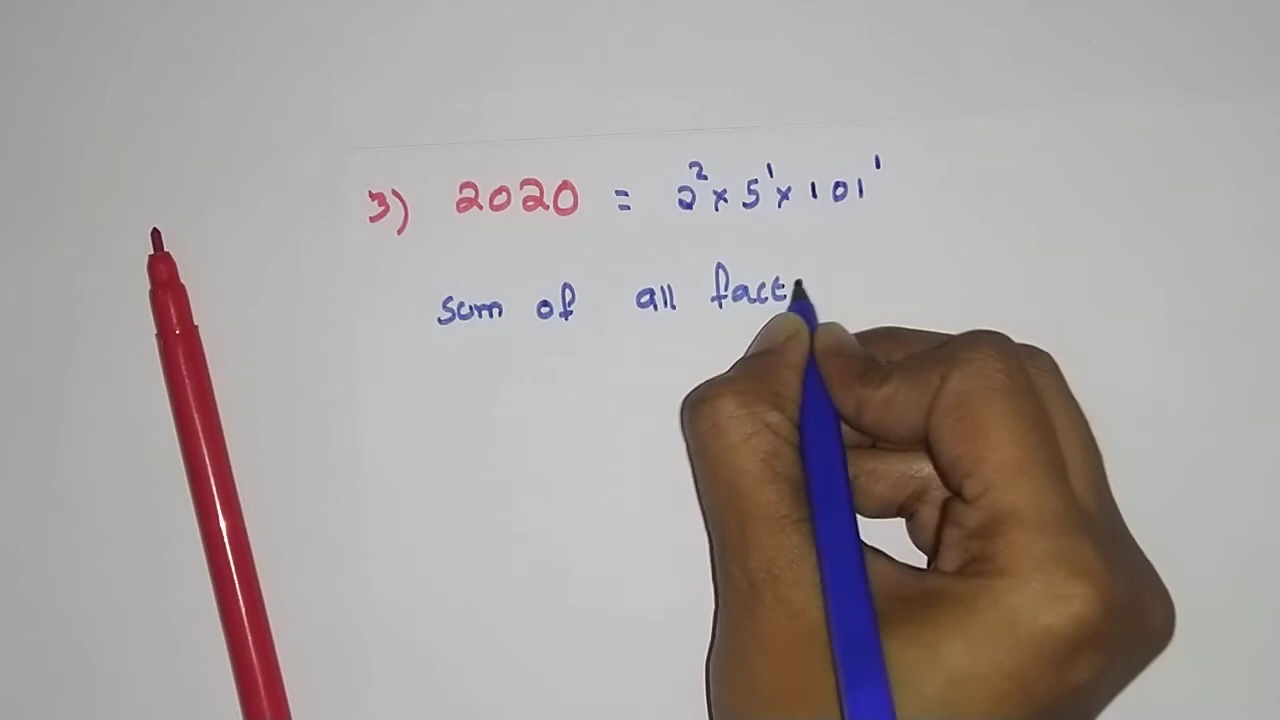 3) 2020 = 2² x 5¹ x 101¹
sum of all fact